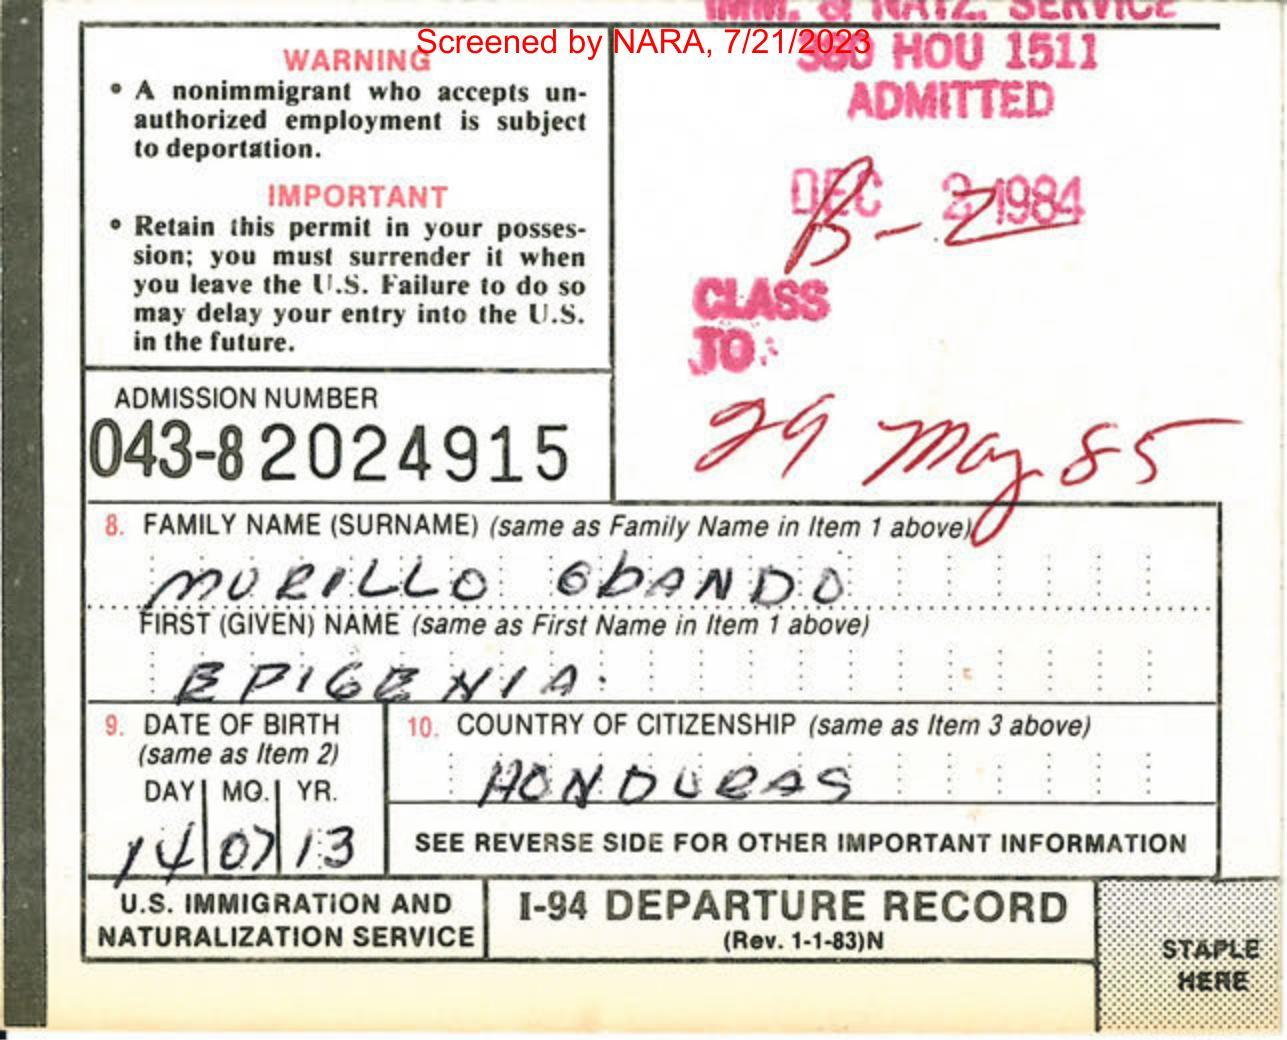 IMM. & NATZ. SERVICE
Screened by NARA, 7/21/2023
HOU 1511
ADMITTED
DEC 2 1984
B-2
CLASS
TO
29 May 85
WARNING
• A nonimmigrant who accepts un-
authorized employment is subject
to deportation.
IMPORTANT
• Retain this permit in your posses-
sion; you must surrender it when
you leave the U.S. Failure to do so
may delay your entry into the U.S.
in the future.
ADMISSION NUMBER
043-82024915
8. FAMILY NAME (SURNAME) (same as Family Name in Item 1 above)
MURILLO ObANDO
FIRST (GIVEN) NAME (same as First Name in Item 1 above)
EPIGENIA.
9. DATE OF BIRTH
(same as Item 2)
DAY MO. YR.
14 07 13
10. COUNTRY OF CITIZENSHIP (same as Item 3 above)
HONDURAS
SEE REVERSE SIDE FOR OTHER IMPORTANT INFORMATION
U.S. IMMIGRATION AND
NATURALIZATION SERVICE
I-94 DEPARTURE RECORD
(Rev. 1-1-83)N
STAPLE
HERE